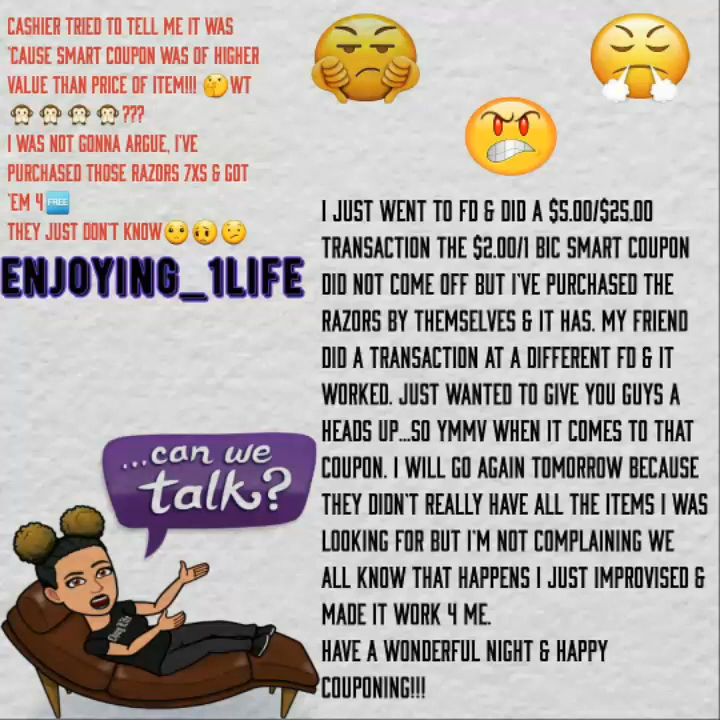 CASHIER TRIED TO TELL ME IT WAS
'CAUSE SMART COUPON WAS OF HIGHER
VALUE THAN PRICE OF ITEM!!! 🤔WT
🙊🙊🙊🙊???
I WAS NOT GONNA ARGUE, I'VE
PURCHASED THOSE RAZORS 7XS & GOT
'EM 4🆓
THEY JUST DON'T KNOW
ENJOYING_1LIFE
I JUST WENT TO FD & DID A $5.00/$25.00
TRANSACTION THE $2.00/1 BIC SMART COUPON
DID NOT COME OFF BUT I'VE PURCHASED THE
RAZORS BY THEMSELVES & IT HAS. MY FRIEND
DID A TRANSACTION AT A DIFFERENT FD & IT
WORKED. JUST WANTED TO GIVE YOU GUYS A
HEADS UP...SO YMMV WHEN IT COMES TO THAT
COUPON. I WILL GO AGAIN TOMORROW BECAUSE
THEY DIDN'T REALLY HAVE ALL THE ITEMS I WAS
LOOKING FOR BUT I'M NOT COMPLAINING WE
ALL KNOW THAT HAPPENS I JUST IMPROVISED &
MADE IT WORK 4 ME.
HAVE A WONDERFUL NIGHT & HAPPY
COUPONING!!!
...can we
talk?